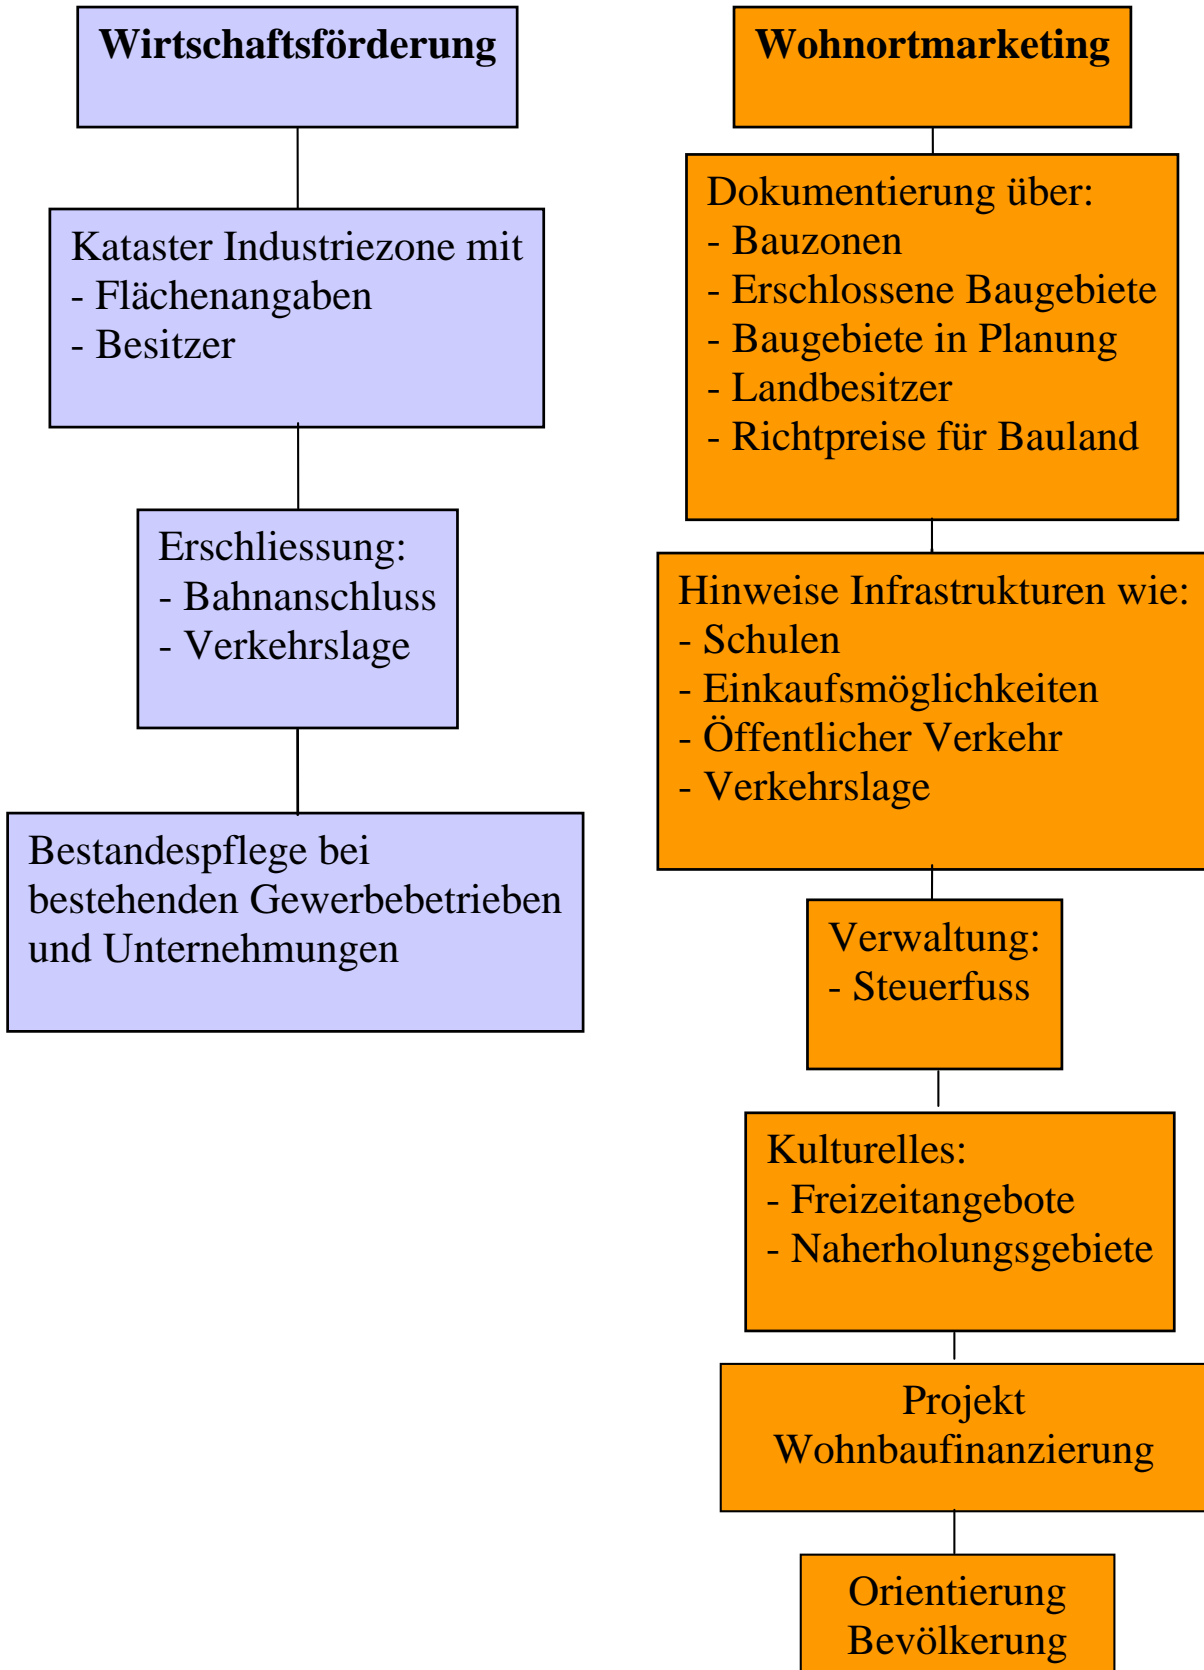 Wirtschaftsförderung
Kataster Industriezone mit
- Flächenangaben
- Besitzer
Erschliessung:
- Bahnanschluss
- Verkehrslage
Bestandespflege bei
bestehenden Gewerbebetrieben
und Unternehmungen
Wohnortmarketing
Dokumentierung über:
- Bauzonen
- Erschlossene Baugebiete
- Baugebiete in Planung
- Landbesitzer
- Richtpreise für Bauland
Hinweise Infrastrukturen wie:
- Schulen
- Einkaufsmöglichkeiten
- Öffentlicher Verkehr
- Verkehrslage
Verwaltung:
- Steuerfuss
Kulturelles:
- Freizeitangebote
- Naherholungsgebiete
Projekt
Wohnbaufinanzierung
Orientierung
Bevölkerung